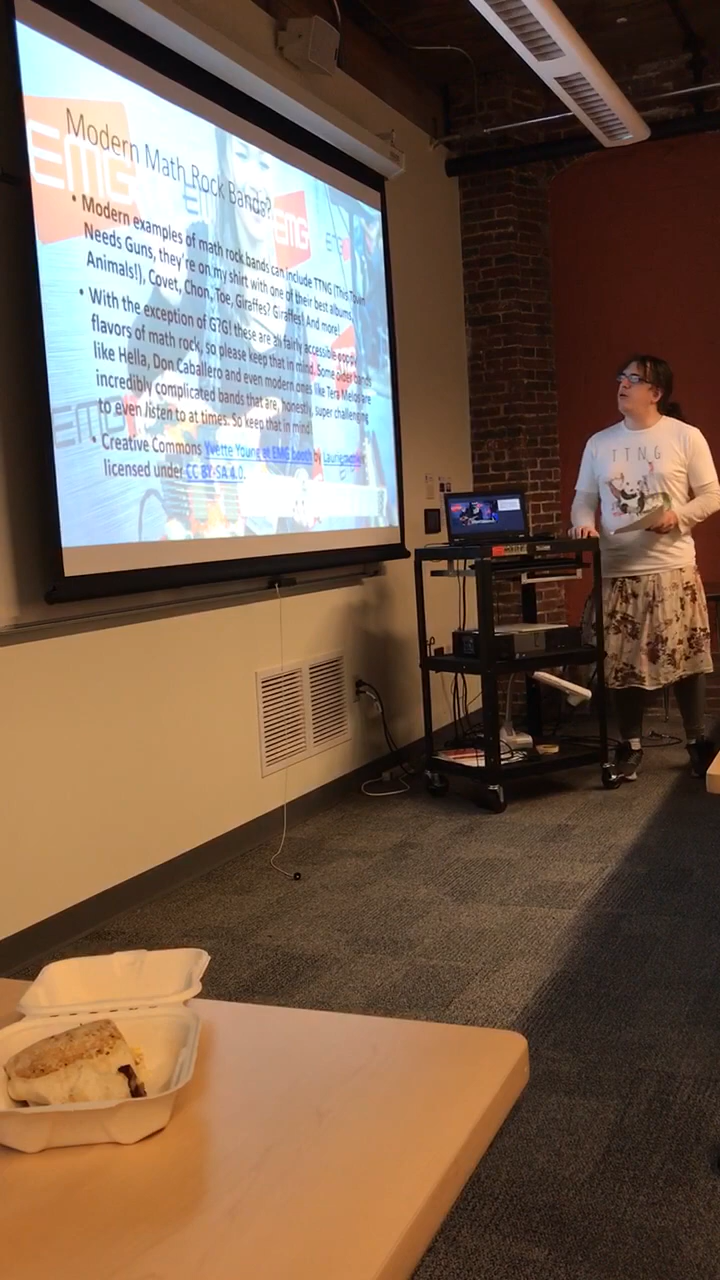 Modern Math Rock Bands?
• Modern examples of math rock bands can include TTNG (This Town
Needs Guns, they're on my shirt with one of their best albums,
Animals!), Covet, Chon, Toe, Giraffes? Giraffes! And more!
• With the exception of G?G! these are all fairly accessible poppy
flavors of math rock, so please keep that in mind. Some older bands
like Hella, Don Caballero and even modern ones like Tera Melos are
incredibly complicated bands that are, honestly, super challenging
to even listen to at times. So keep that in mind!
• Creative Commons Yvette Young at EMG booth by
licensed under CC BY-SA 4.0.
EMG
EMG
EMG
TTNG